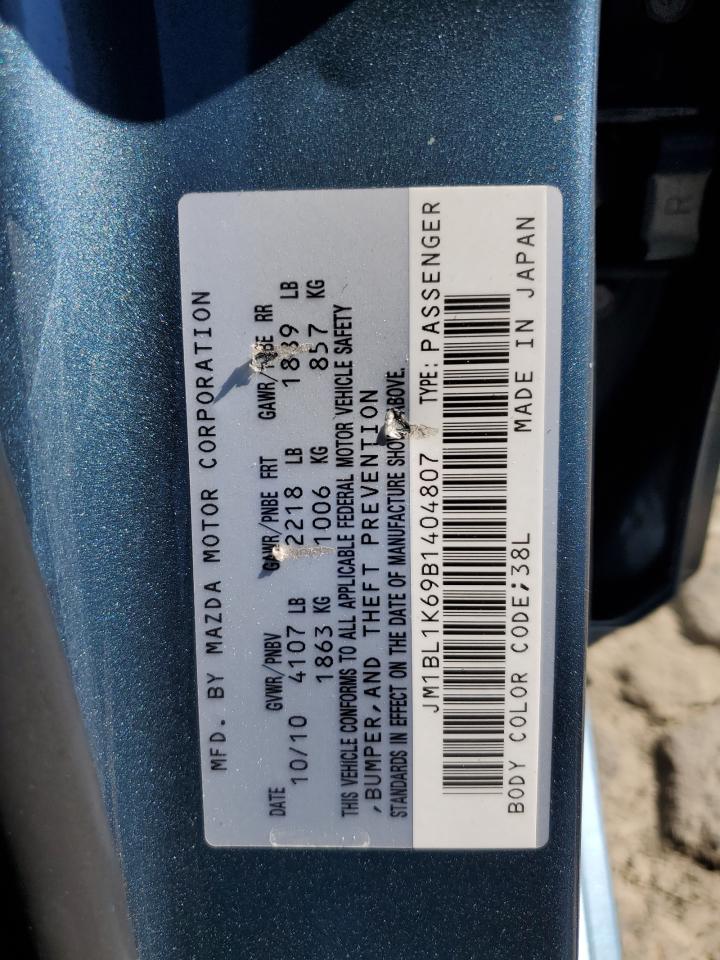 MFD. BY MAZDA MOTOR CORPORATION
DATE GVWR/PNBV GAWR/PNBE FRT GAWR/PNBE RR
10/10 4107 LB 2218 LB LB
1863 KG 1006 KG 857 KG
THIS VEHICLE CONFORMS TO ALL APPLICABLE FEDERAL MOTOR VEHICLE SAFETY
,BUMPER,AND THEFT PREVENTION
STANDARDS IN EFFECT ON THE DATE OF MANUFACTURE SHOWN ABOVE.
JM1BL1K69B1404807 TYPE: PASSENGER
BODY COLOR CODE;38L MADE IN JAPAN
R